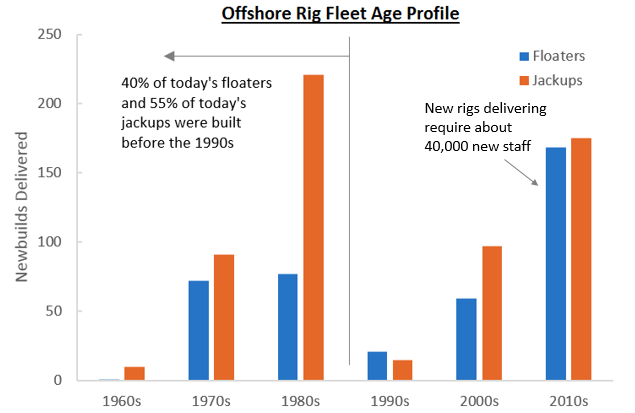 Offshore Rig Fleet Age Profile
250
200
150
100
50
0
Newbuilds Delivered
40% of today's floaters
and 55% of today's
jackups were built
before the 1990s
Floaters
Jackups
New rigs delivering
require about
40,000 new staff
1960s 1970s 1980s 1990s 2000s 2010s